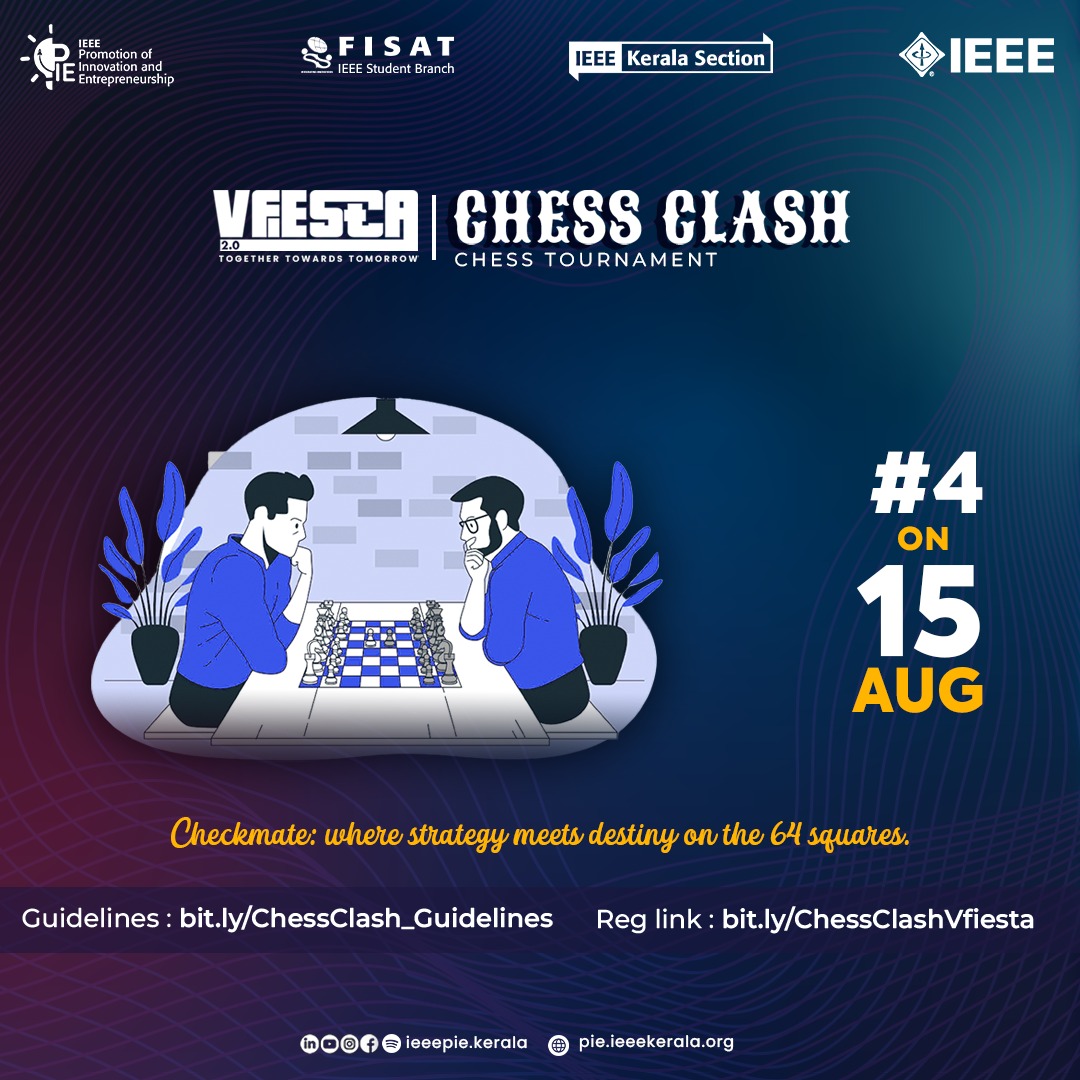 IEEE
Promotion of
Innovation and
Entrepreneurship
PIE
FISAT
IEEE Student Branch
IEEE Kerala Section
IEEE
VFIESTA
2.0
TOGETHER TOWARDS TOMORROW
CHESS CLASH
CHESS TOURNAMENT
#4
ON
15
AUG
Checkmate: where strategy meets destiny on the 64 squares.
Guidelines : bit.ly/ChessClash_Guidelines
Reg link : bit.ly/ChessClashVfiesta
ieeepie.kerala
pie.ieeekerala.org